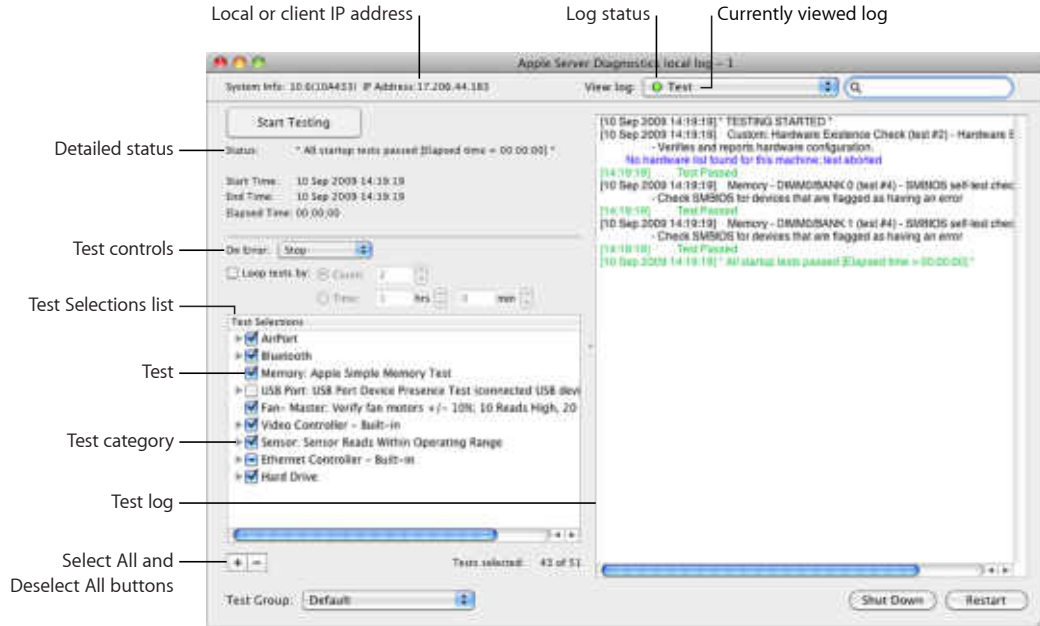 Local or client IP address
Log status
Currently viewed log
Apple Server Diagnostics local log – 1
System Info: 10.6(10A433) IP Address:17.200.44.183
View log: Test
Start Testing
Detailed status
Status: * All startup tests passed [Elapsed time = 00:00:00] *
Start Time: 10 Sep 2009 14:19:19
End Time: 10 Sep 2009 14:19:19
Elapsed Time: 00:00:00
Test controls
On Error: Stop
Loop tests by: Count: 2
Time: hrs 0 min
Test Selections list
Test Selections
AirPort
Bluetooth
Test
Memory: Apple Simple Memory Test
USB Port: USB Port Device Presence Test (connected USB devi
Fan- Master: Verify fan motors +/- 10%; 10 Reads High, 20
Video Controller – Built-in
Test category
Sensor: Sensor Reads Within Operating Range
Ethernet Controller – Built-in
Hard Drive
Test log
Select All and
Deselect All buttons
+ −
Tests selected: 43 of 51
Test Group: Default
[10 Sep 2009 14:19:19] * TESTING STARTED *
[10 Sep 2009 14:19:19] Custom: Hardware Existence Check (test #2) - Hardware E
- Verifies and reports hardware configuration.
No hardware list found for this machine; test aborted
[14:19:19] Test Passed
[10 Sep 2009 14:19:19] Memory - DIMM0/BANK 0 (test #4) - SMBIOS self-test chec
- Check SMBIOS for devices that are flagged as having an error
[14:19:19] Test Passed
[10 Sep 2009 14:19:19] Memory - DIMM0/BANK 1 (test #4) - SMBIOS self-test chec
- Check SMBIOS for devices that are flagged as having an error
[14:19:19] Test Passed
[10 Sep 2009 14:19:19] * All startup tests passed [Elapsed time = 00:00:00] *
Shut Down
Restart